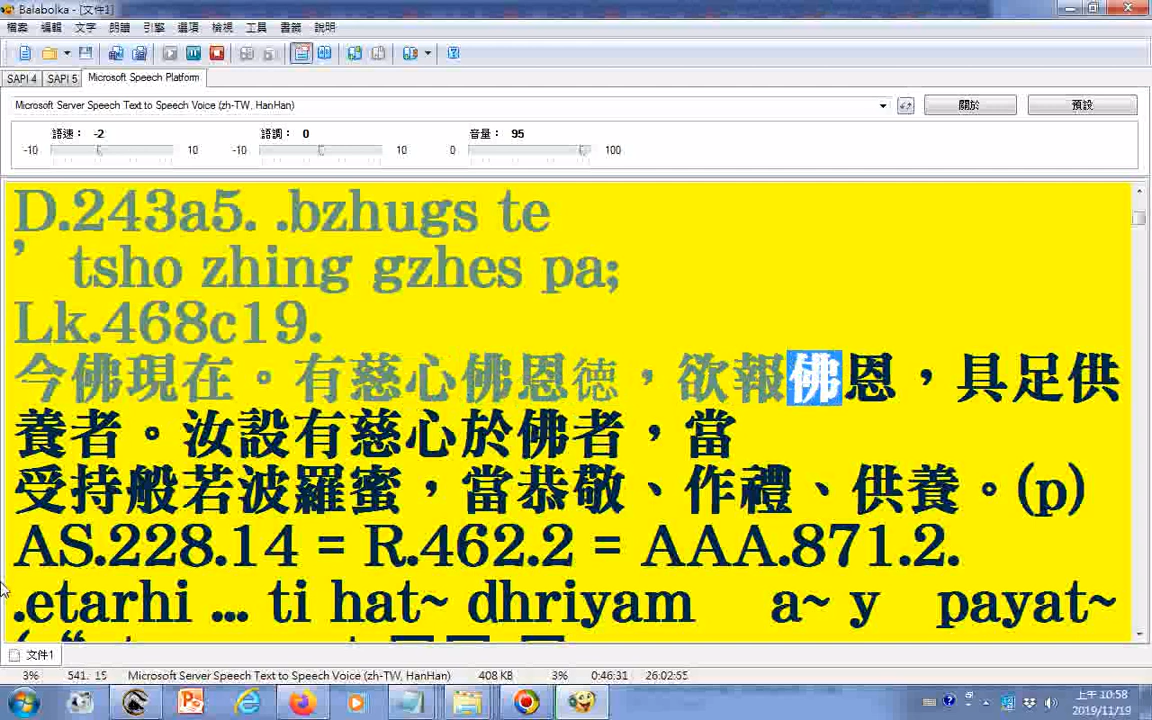 Balabolka - [文件1]
檔案 編輯 文字 朗讀 引擎 選項 檢視 工具 書籤 說明
SAPI 4 SAPI 5 Microsoft Speech Platform
Microsoft Server Speech Text to Speech Voice (zh-TW, HanHan) 關於 預設
語速： -2 語調： 0 音量： 95
-10 10 -10 10 0 100
D.243a5. .bzhugs te
’ tsho zhing gzhes pa;
Lk.468c19.
今佛現在。有慈心佛恩德，欲報佛恩，具足供
養者。汝設有慈心於佛者，當
受持般若波羅蜜，當恭敬、作禮、供養。(p)
AS.228.14 = R.462.2 = AAA.871.2.
.etarhi ... ti hat~ dhriyam a~ y payat~
文件1
3% 541. 15 Microsoft Server Speech Text to Speech Voice (zh-TW, HanHan) 408 KB 3% 0:46:31 26:02:55
上午 10:58
2019/11/19